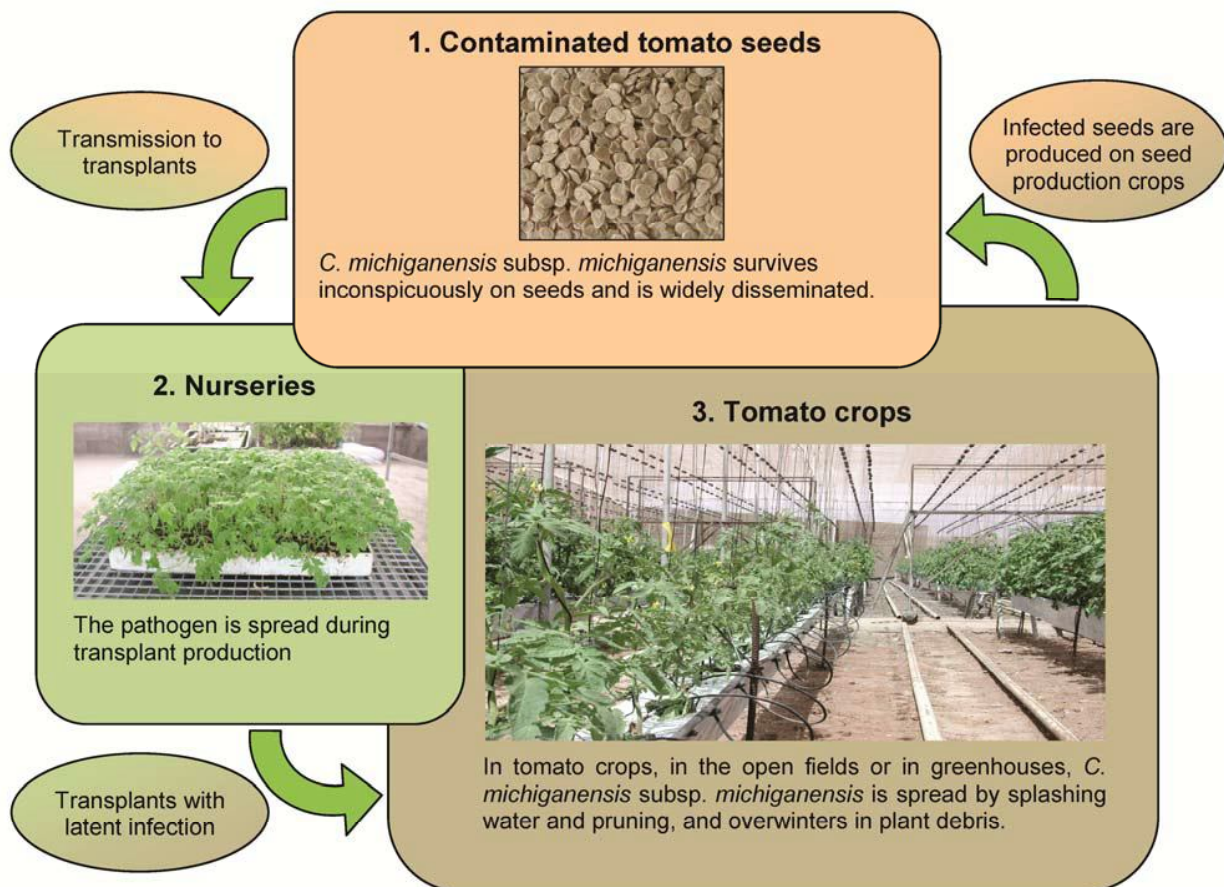 1. Contaminated tomato seeds
C. michiganensis subsp. michiganensis survives
inconspicuously on seeds and is widely disseminated.
Transmission to
transplants
2. Nurseries
The pathogen is spread during
transplant production
Transplants with
latent infection
3. Tomato crops
In tomato crops, in the open fields or in greenhouses, C.
michiganensis subsp. michiganensis is spread by splashing
water and pruning, and overwinters in plant debris.
Infected seeds are
produced on seed
production crops